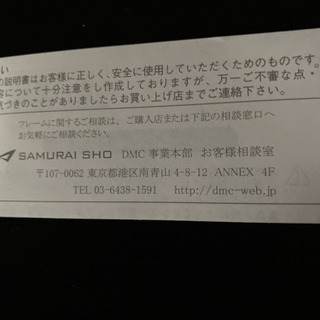 い
の説明書はお客様に正しく、安全に使用していただくためのものです。
容について十分注意をし作成しておりますが、万一ご不審な点・
気づきのことがありましたらお買い上げ店までご連絡下さい。
フレームに関するご相談は、ご購入店または下記の相談窓口へ
お気軽にご相談ください。
SAMURAI SHO DMC 事業本部 お客様相談室
〒107-0062 東京都港区南青山 4-8-12 ANNEX 4F
TEL 03-6438-1591 http://dmc-web.jp/